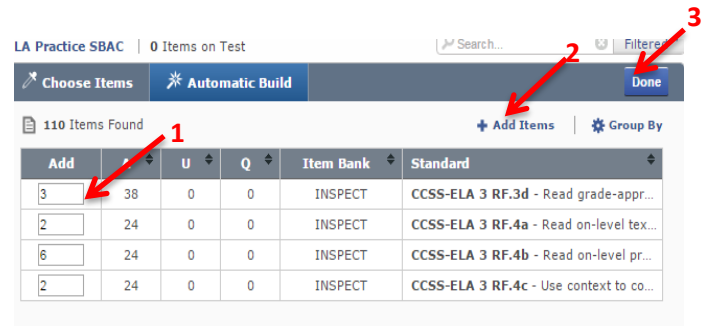 3
LA Practice SBAC | 0 Items on Test Search... Filtered
2
Choose Items Automatic Build Done
110 Items Found + Add Items Group By
1
Add U Q Item Bank Standard
3 38 0 0 INSPECT CCSS-ELA 3 RF.3d - Read grade-appr...
2 24 0 0 INSPECT CCSS-ELA 3 RF.4a - Read on-level tex...
6 24 0 0 INSPECT CCSS-ELA 3 RF.4b - Read on-level pr...
2 24 0 0 INSPECT CCSS-ELA 3 RF.4c - Use context to co...